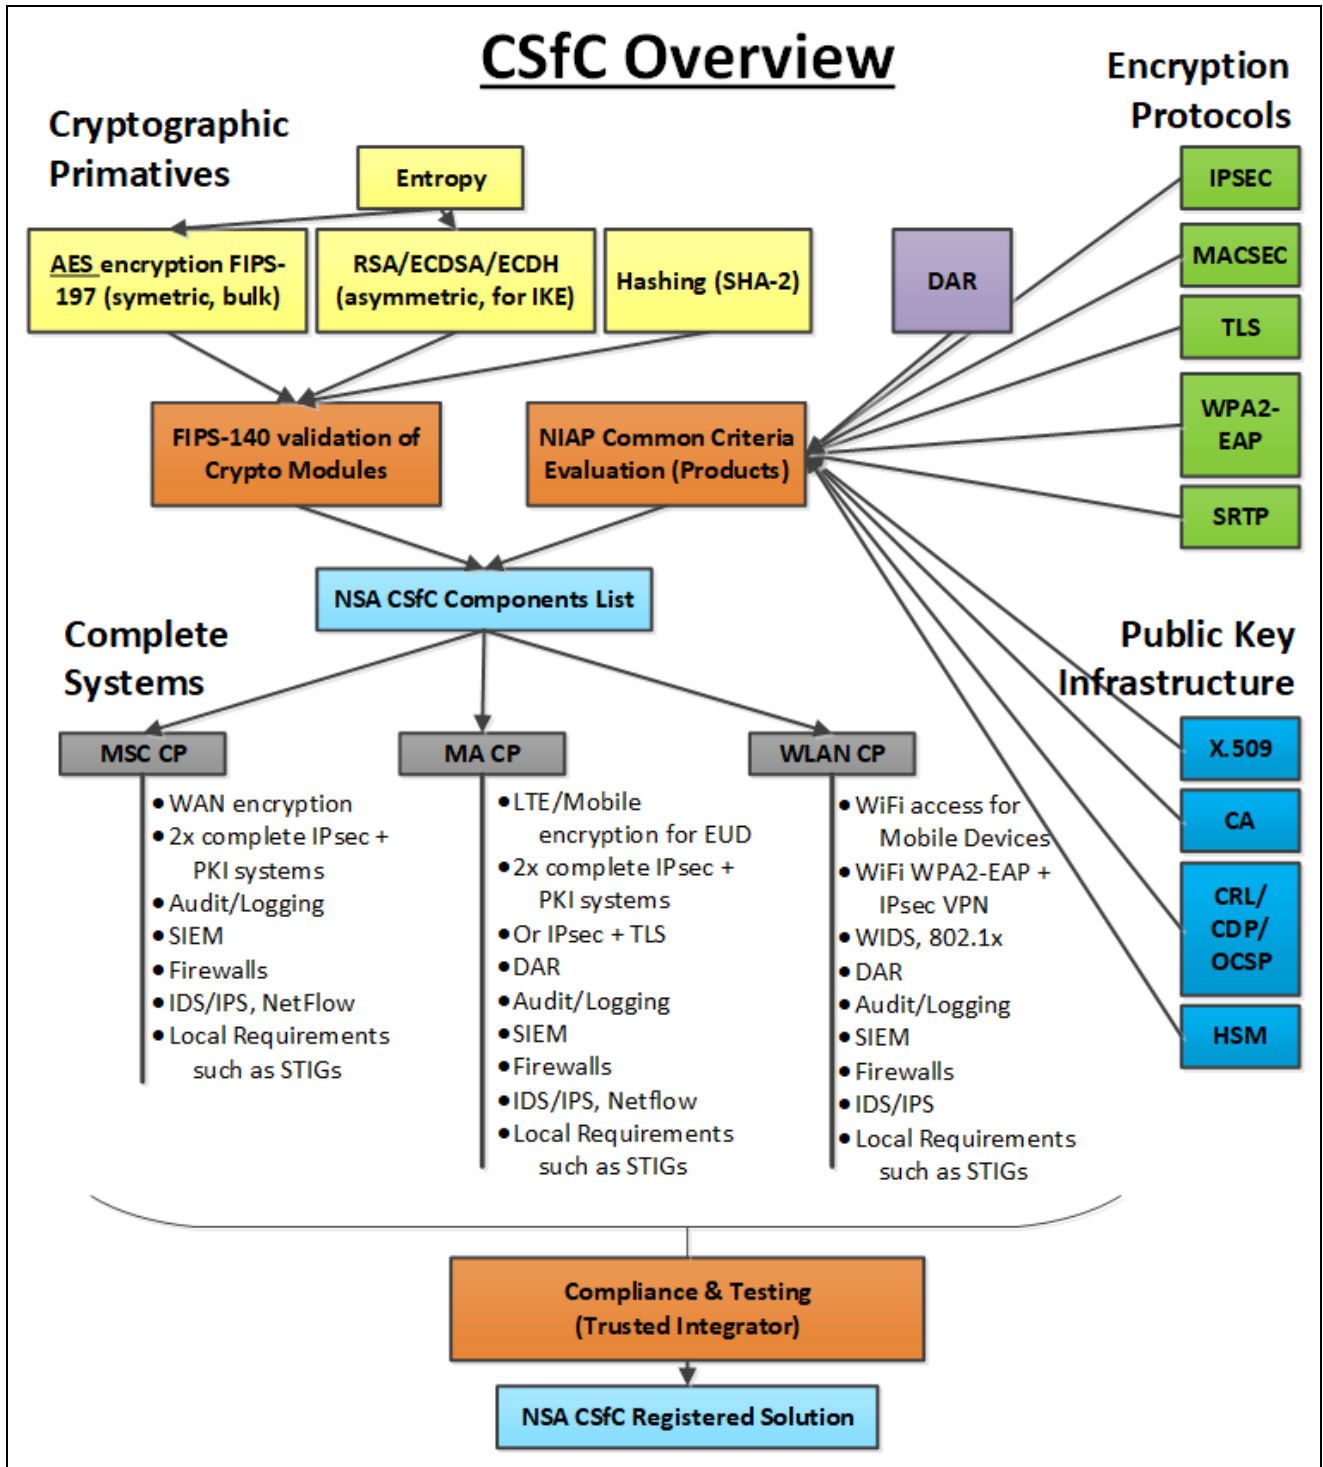 CSfC Overview
Encryption
Protocols
Cryptographic
Primatives
Entropy
AES encryption FIPS-
197 (symetric, bulk)
RSA/ECDSA/ECDH
(asymmetric, for IKE)
Hashing (SHA-2)
DAR
IPSEC
MACSEC
TLS
WPA2-
EAP
SRTP
FIPS-140 validation of
Crypto Modules
NIAP Common Criteria
Evaluation (Products)
NSA CSfC Components List
Complete
Systems
Public Key
Infrastructure
X.509
CA
CRL/
CDP/
OCSP
HSM
MSC CP
•WAN encryption
•2x complete IPsec +
PKI systems
•Audit/Logging
•SIEM
•Firewalls
•IDS/IPS, NetFlow
•Local Requirements
such as STIGs
MA CP
•LTE/Mobile
encryption for EUD
•2x complete IPsec +
PKI systems
•Or IPsec + TLS
•DAR
•Audit/Logging
•SIEM
•Firewalls
•IDS/IPS, Netflow
•Local Requirements
such as STIGs
WLAN CP
•WiFi access for
Mobile Devices
•WiFi WPA2-EAP +
IPsec VPN
•WIDS, 802.1x
•DAR
•Audit/Logging
•SIEM
•Firewalls
•IDS/IPS
•Local Requirements
such as STIGs
Compliance & Testing
(Trusted Integrator)
NSA CSfC Registered Solution